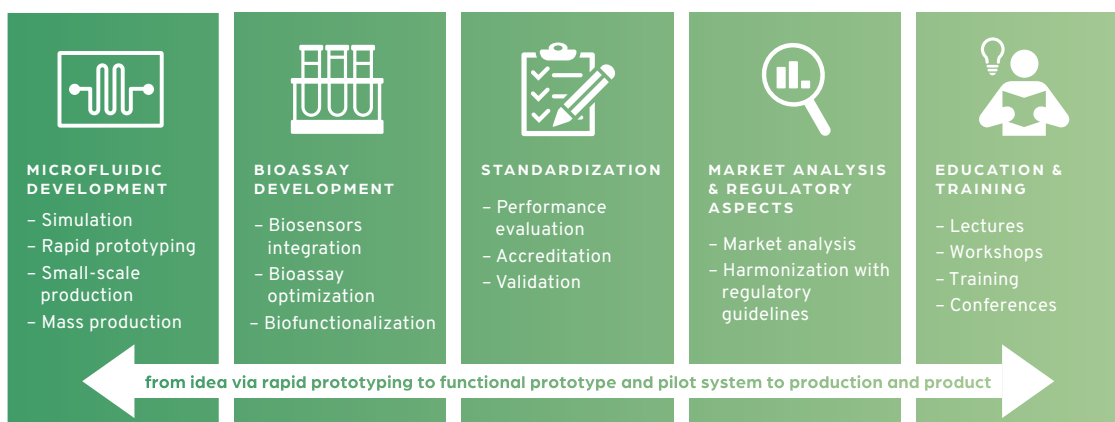 MICROFLUIDIC
DEVELOPMENT
– Simulation
– Rapid prototyping
– Small-scale
production
– Mass production
BIOASSAY
DEVELOPMENT
– Biosensors
integration
– Bioassay
optimization
– Biofunctionalization
STANDARDIZATION
– Performance
evaluation
– Accreditation
– Validation
MARKET ANALYSIS
& REGULATORY
ASPECTS
– Market analysis
– Harmonization with
regulatory
guidelines
EDUCATION &
TRAINING
– Lectures
– Workshops
– Training
– Conferences
from idea via rapid prototyping to functional prototype and pilot system to production and product